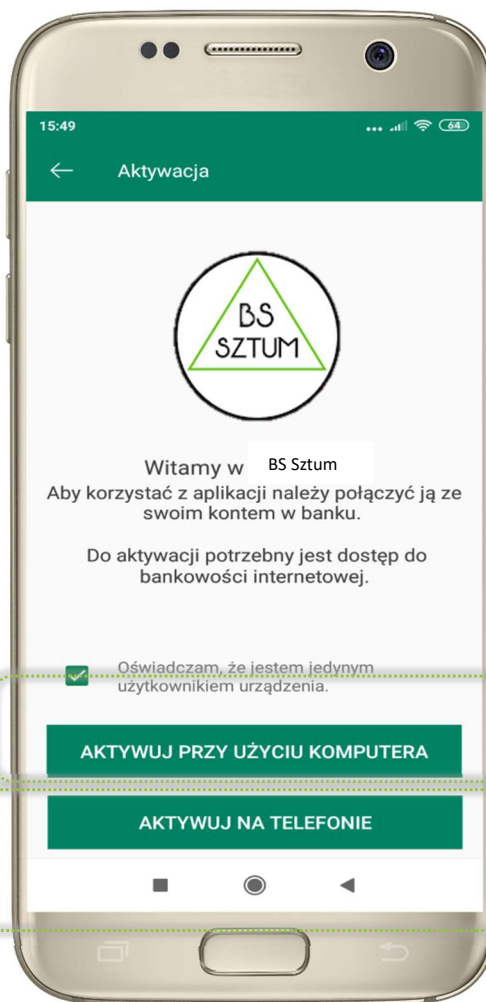 15:49
64
Aktywacja
BS
SZTUM
Witamy w BS Sztum
Aby korzystać z aplikacji należy połączyć ją ze
swoim kontem w banku.
Do aktywacji potrzebny jest dostęp do
bankowości internetowej.
Oświadczam, że jestem jedynym
użytkownikiem urządzenia.
AKTYWUJ PRZY UŻYCIU KOMPUTERA
AKTYWUJ NA TELEFONIE